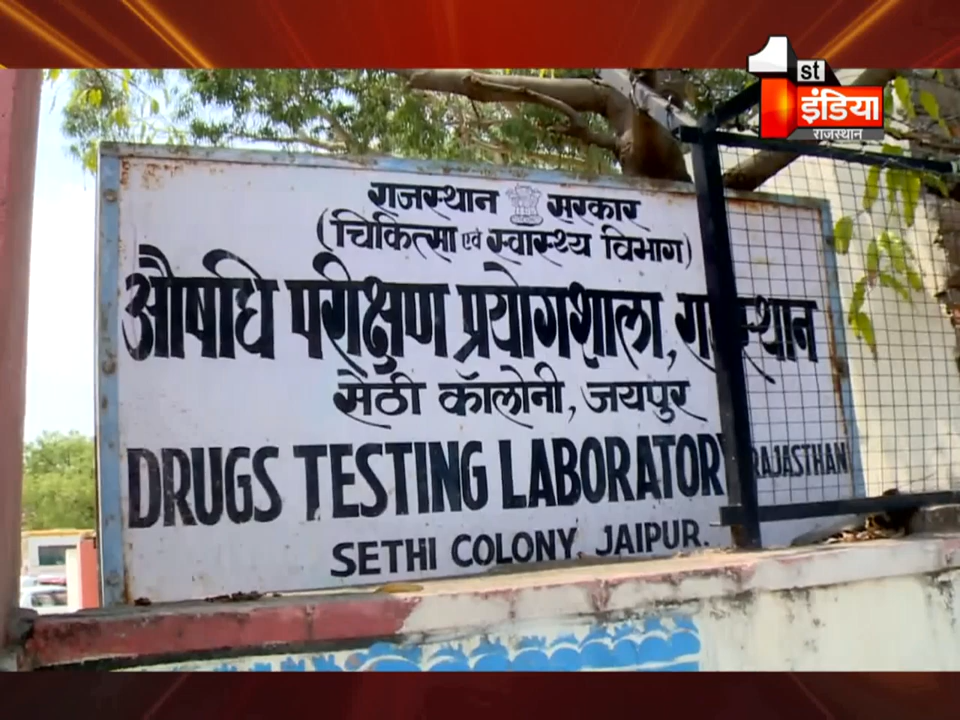 1st
इंडिया
राजस्थान
राजस्थान सरकार
(चिकित्सा एवं स्वास्थ्य विभाग)
औषधि परीक्षण प्रयोगशाला, राजस्थान
सेठी कॉलोनी, जयपुर
DRUGS TESTING LABORATORY RAJASTHAN
SETHI COLONY, JAIPUR.